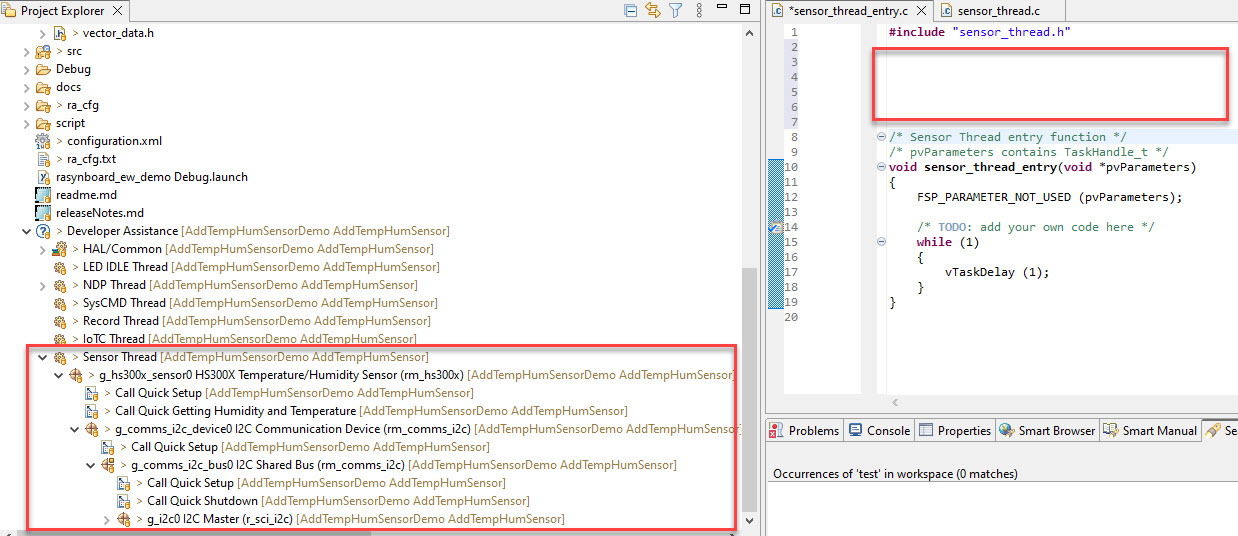 Project Explorer
> vector_data.h
> src
Debug
docs
> ra_cfg
script
> configuration.xml
> ra_cfg.txt
rasynboard_ew_demo Debug.launch
readme.md
releaseNotes.md
> Developer Assistance [AddTempHumSensorDemo AddTempHumSensor]
> HAL/Common [AddTempHumSensorDemo AddTempHumSensor]
> LED IDLE Thread [AddTempHumSensorDemo AddTempHumSensor]
> NDP Thread [AddTempHumSensorDemo AddTempHumSensor]
> SysCMD Thread [AddTempHumSensorDemo AddTempHumSensor]
> Record Thread [AddTempHumSensorDemo AddTempHumSensor]
> IoTC Thread [AddTempHumSensorDemo AddTempHumSensor]
> Sensor Thread [AddTempHumSensorDemo AddTempHumSensor]
> g_hs300x_sensor0 HS300X Temperature/Humidity Sensor (rm_hs300x) [AddTempHumSensorDemo AddTempHumSensor]
> Call Quick Setup [AddTempHumSensorDemo AddTempHumSensor]
> Call Quick Getting Humidity and Temperature [AddTempHumSensorDemo AddTempHumSensor]
> g_comms_i2c_device0 I2C Communication Device (rm_comms_i2c) [AddTempHumSensorDemo AddTempHumSensor]
> Call Quick Setup [AddTempHumSensorDemo AddTempHumSensor]
> g_comms_i2c_bus0 I2C Shared Bus (rm_comms_i2c) [AddTempHumSensorDemo AddTempHumSensor]
> Call Quick Setup [AddTempHumSensorDemo AddTempHumSensor]
> Call Quick Shutdown [AddTempHumSensorDemo AddTempHumSensor]
> g_i2c0 I2C Master (r_sci_i2c) [AddTempHumSensorDemo AddTempHumSensor]
*sensor_thread_entry.c
sensor_thread.c
1 #include "sensor_thread.h"
2
3
4
5
6
7
8 /* Sensor Thread entry function */
9 /* pvParameters contains TaskHandle_t */
10 void sensor_thread_entry(void *pvParameters)
11 {
12 FSP_PARAMETER_NOT_USED (pvParameters);
13
14 /* TODO: add your own code here */
15 while (1)
16 {
17 vTaskDelay (1);
18 }
19 }
20
Problems
Console
Properties
Smart Browser
Smart Manual
Se
Occurrences of 'test' in workspace (0 matches)